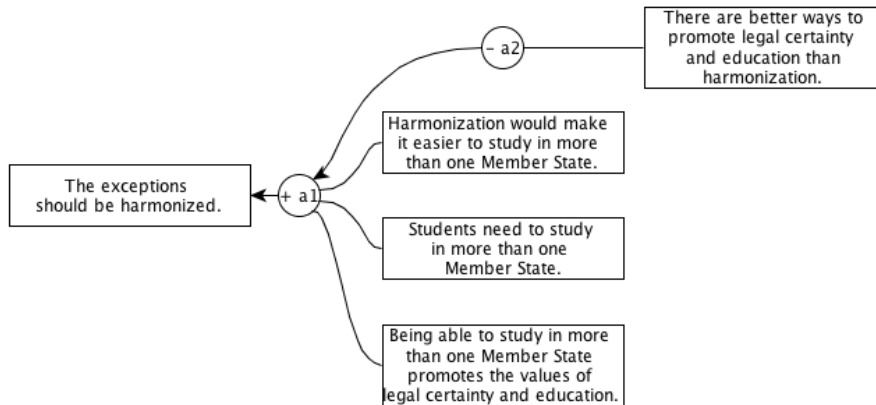 There are better ways to
promote legal certainty
and education than
harmonization.
- a2
Harmonization would make
it easier to study in more
than one Member State.
The exceptions
should be harmonized.
+ a1
Students need to study
in more than one
Member State.
Being able to study in more
than one Member State
promotes the values of
legal certainty and education.